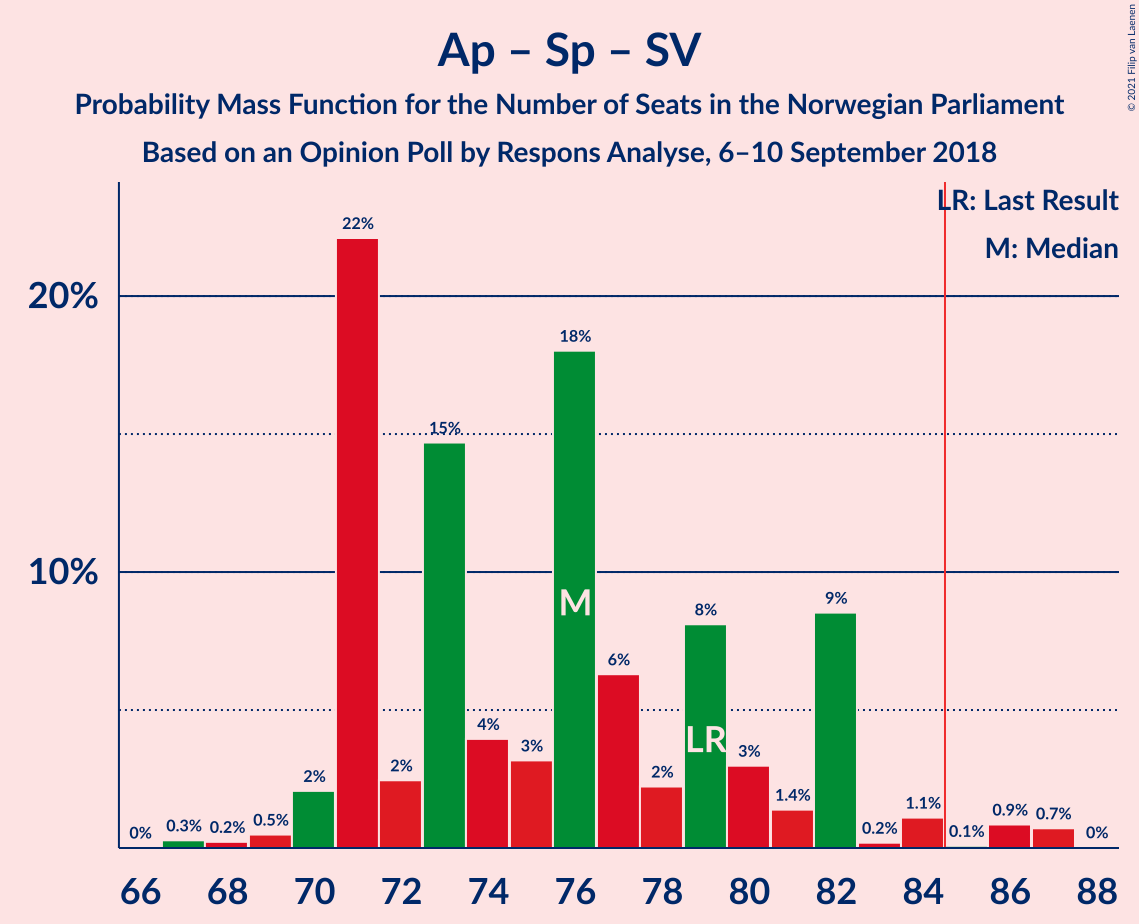 Ap – Sp – SV
Probability Mass Function for the Number of Seats in the Norwegian Parliament
Based on an Opinion Poll by Respons Analyse, 6–10 September 2018
© 2021 Filip van Laenen
LR: Last Result
M: Median
20%
10%
0%
0.3%
0.2%
0.5%
2%
22%
2%
15%
4%
3%
18%
6%
2%
8%
3%
1.4%
9%
0.2%
1.1%
0.1%
0.9%
0.7%
0%
M
LR
66 68 70 72 74 76 78 80 82 84 86 88